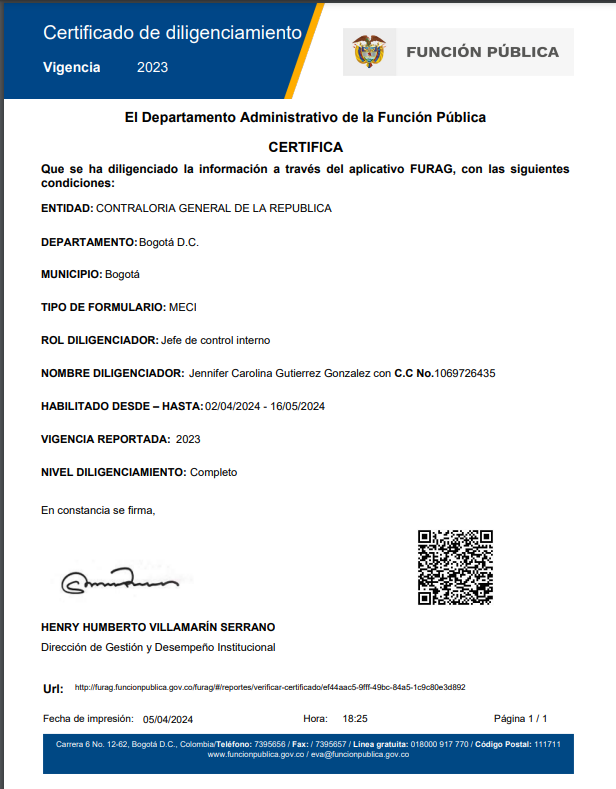 Certificado de diligenciamiento
Vigencia 2023
FUNCIÓN PÚBLICA
El Departamento Administrativo de la Función Pública
CERTIFICA
Que se ha diligenciado la información a través del aplicativo FURAG, con las siguientes
condiciones:
ENTIDAD: CONTRALORIA GENERAL DE LA REPUBLICA
DEPARTAMENTO: Bogotá D.C.
MUNICIPIO: Bogotá
TIPO DE FORMULARIO: MECI
ROL DILIGENCIADOR: Jefe de control interno
NOMBRE DILIGENCIADOR: Jennifer Carolina Gutierrez Gonzalez con C.C No.1069726435
HABILITADO DESDE – HASTA: 02/04/2024 - 16/05/2024
VIGENCIA REPORTADA: 2023
NIVEL DILIGENCIAMIENTO: Completo
En constancia se firma,
HENRY HUMBERTO VILLAMARÍN SERRANO
Dirección de Gestión y Desempeño Institucional
Url: http://furag.funcionpublica.gov.co/furag/#/reportes/verificar-certificado/ef44aac5-9fff-49bc-84a5-1c9c80e3d892
Fecha de impresión: 05/04/2024 Hora: 18:25 Página 1 / 1
Carrera 6 No. 12-62, Bogotá D.C., Colombia/Teléfono: 7395656 / Fax: / 7395657 / Línea gratuita: 018000 917 770 / Código Postal: 111711
www.funcionpublica.gov.co / eva@funcionpublica.gov.co